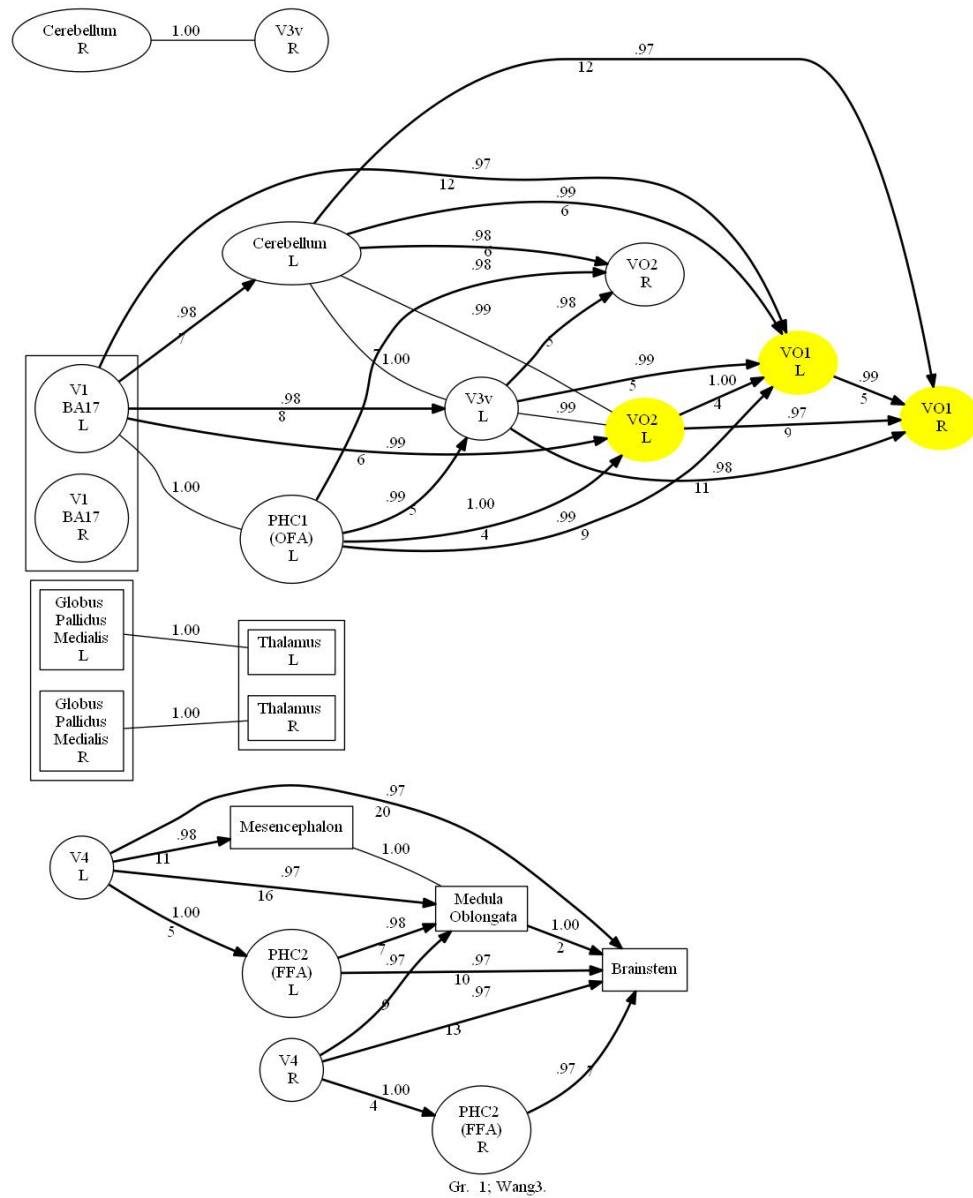 Cerebellum
R
1.00
V3v
R
.97
12
.97
12
.99
6
Cerebellum
L
.98
6
.98
VO2
R
.98
7
.99
.98
5
7
1.00
VO1
L
V1
BA17
L
.98
8
V3v
L
.99
5
1.00
4
.99
5
VO1
R
.99
VO2
L
.97
9
.99
6
.98
11
1.00
V1
BA17
R
PHC1
(OFA)
L
.99
5
1.00
4
.99
9
Globus
Pallidus
Medialis
L
1.00
Thalamus
L
Globus
Pallidus
Medialis
R
1.00
Thalamus
R
.97
20
Mesencephalon
.98
11
V4
L
1.00
.97
16
Medula
Oblongata
1.00
5
.98
7
1.00
2
PHC2
(FFA)
L
.97
.97
10
Brainstem
.97
9
13
V4
R
1.00
4
.97
7
PHC2
(FFA)
R
Gr. 1; Wang3.